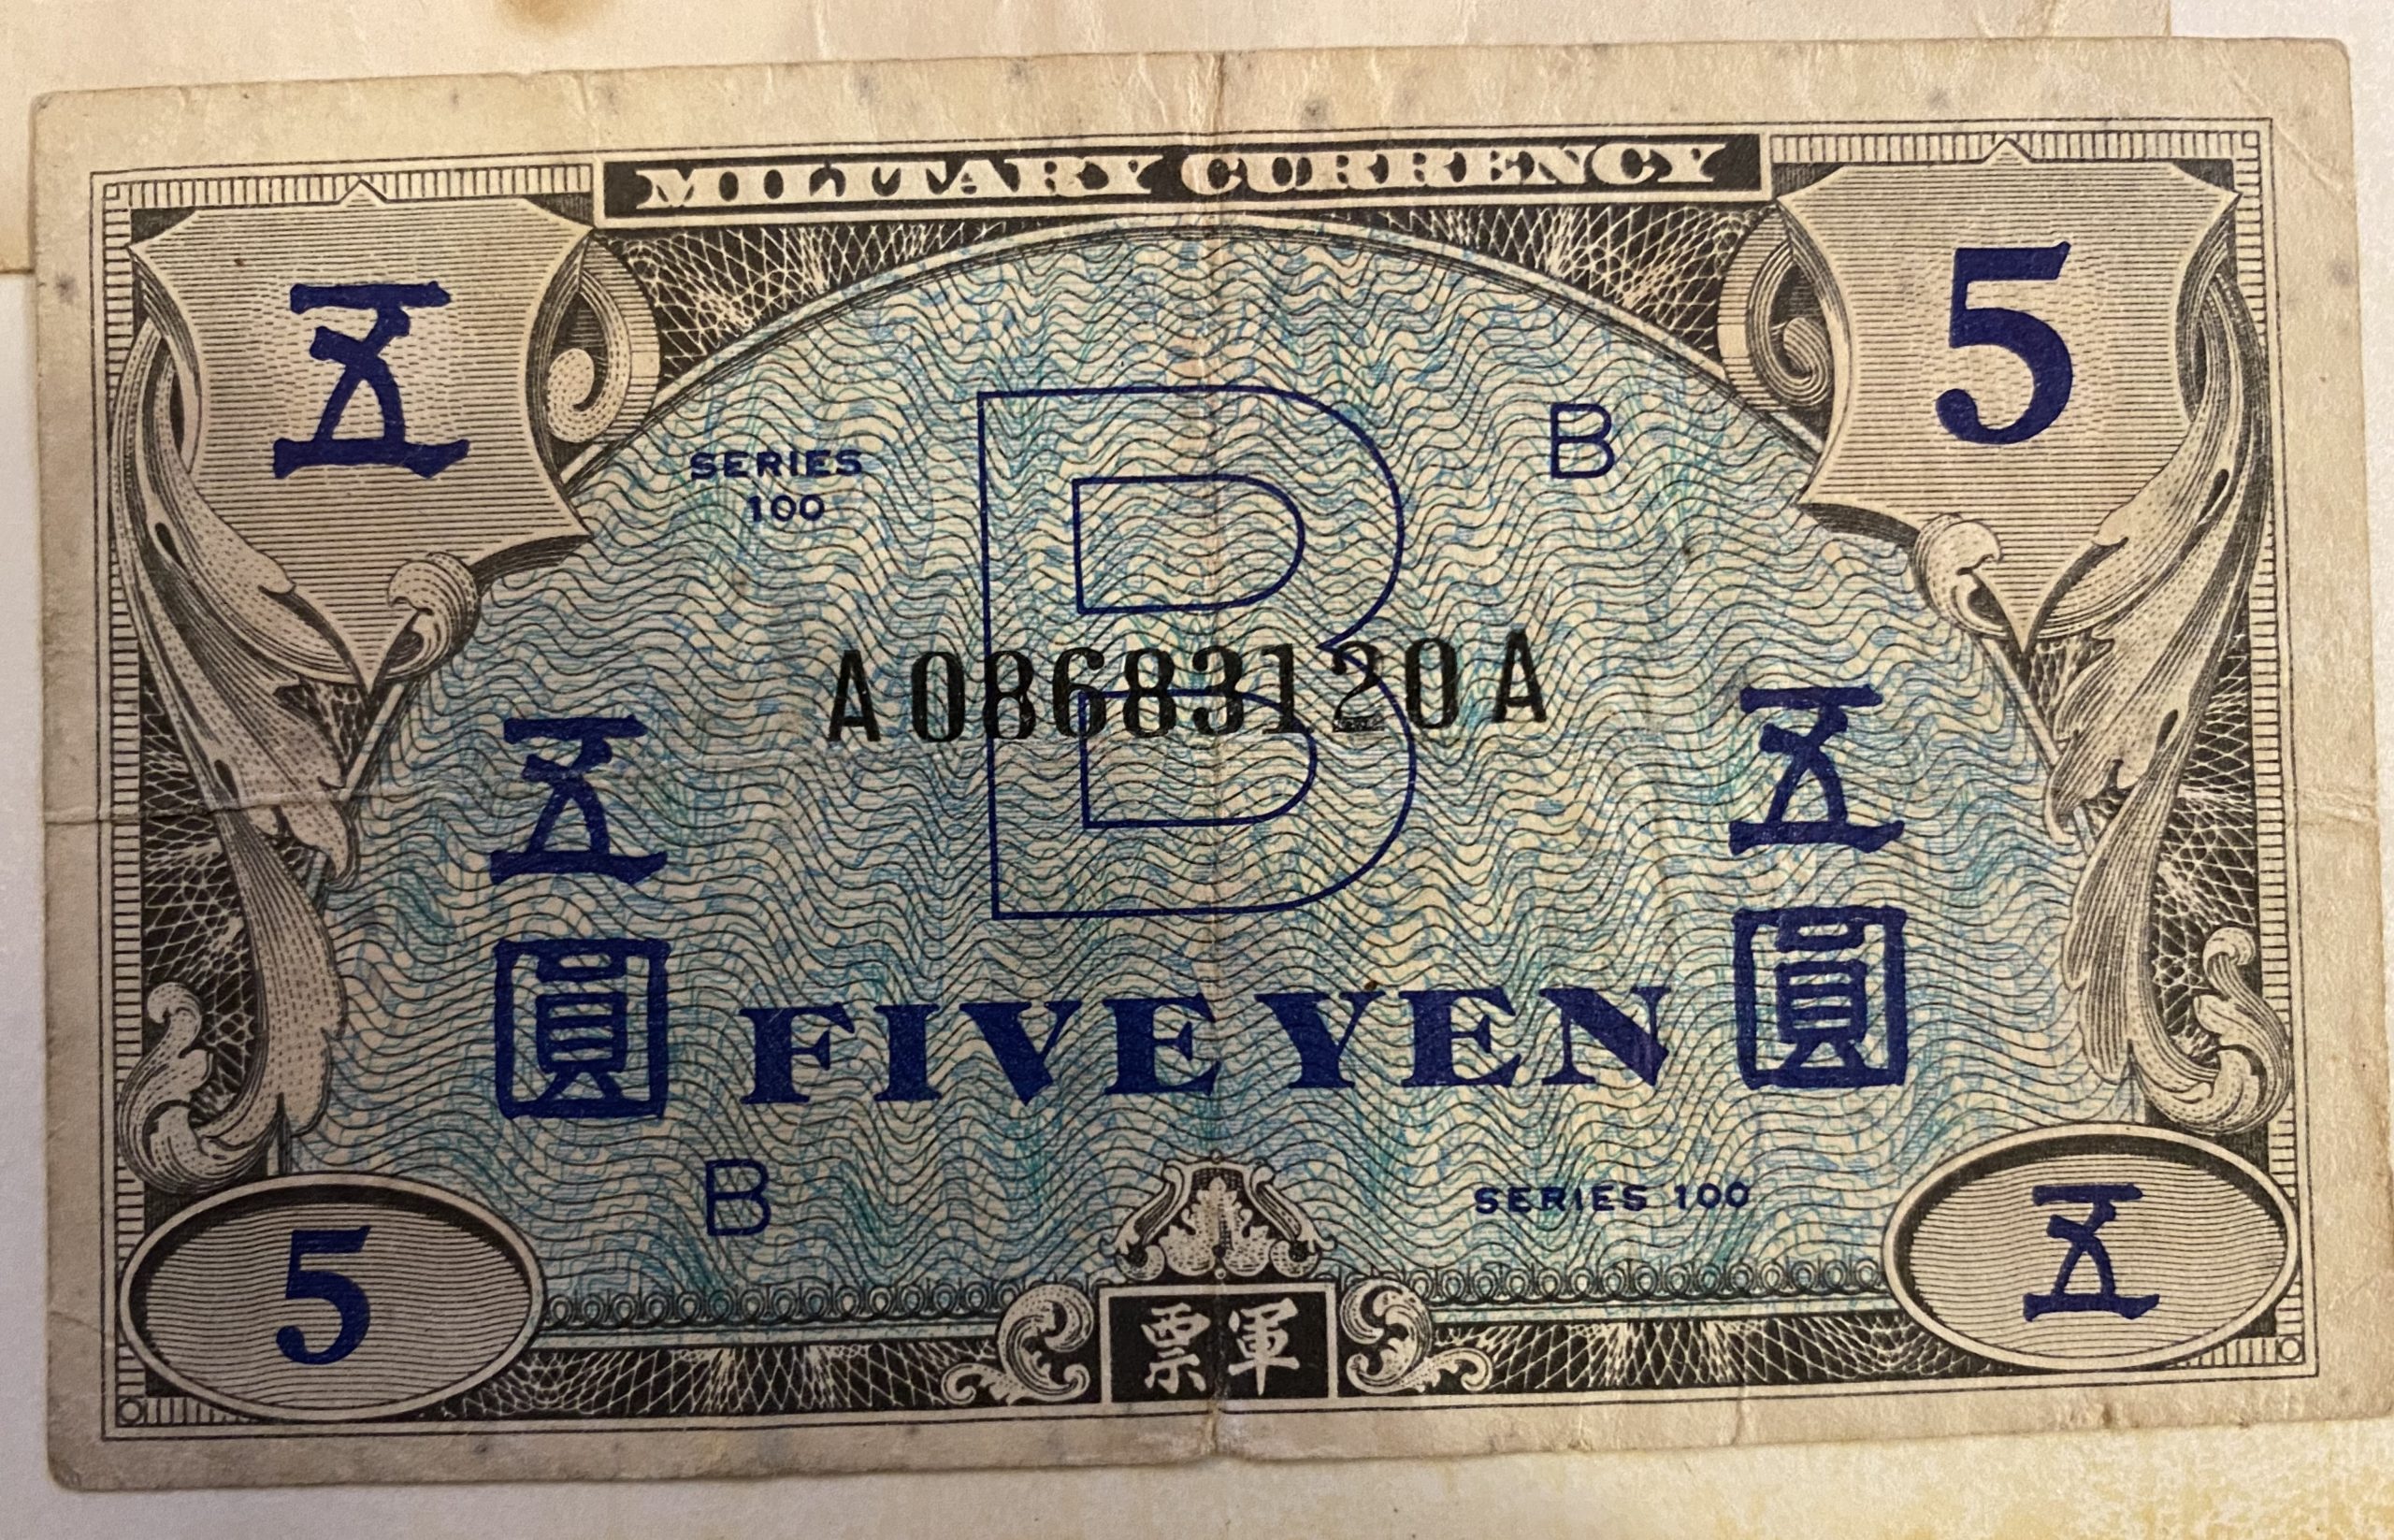 MILITARY CURRENCY
五
5
SERIES
100
B
B
A08683120A
五圓
FIVE YEN
五圓
B
SERIES 100
5
票軍
五